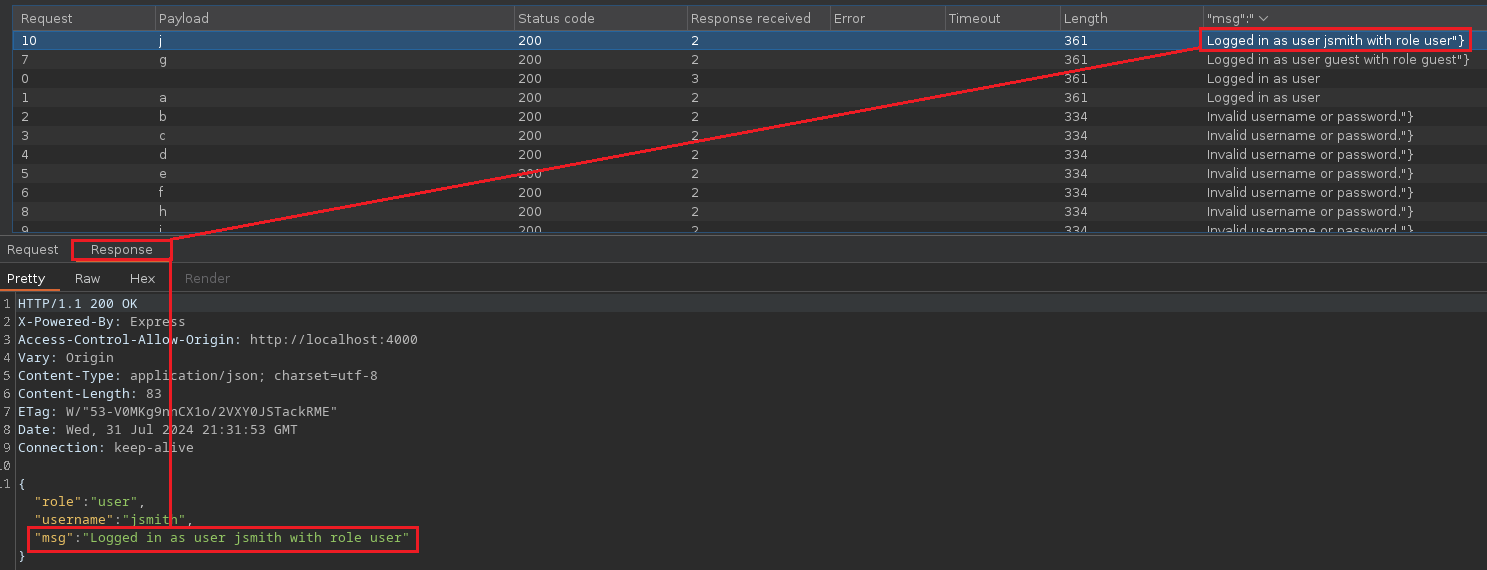 Request Payload Status code Response received Error Timeout Length "msg":"
10 j 200 2 361 Logged in as user jsmith with role user"}
7 g 200 2 361 Logged in as user guest with role guest"}
0 200 3 361 Logged in as user
1 a 200 2 361 Logged in as user
2 b 200 2 334 Invalid username or password."}
3 c 200 2 334 Invalid username or password."}
4 d 200 2 334 Invalid username or password."}
5 e 200 2 334 Invalid username or password."}
6 f 200 2 334 Invalid username or password."}
8 h 200 2 334 Invalid username or password."}
9 i 200 2 334 Invalid username or password."}
Request Response
Pretty Raw Hex Render
1 HTTP/1.1 200 OK
2 X-Powered-By: Express
3 Access-Control-Allow-Origin: http://localhost:4000
4 Vary: Origin
5 Content-Type: application/json; charset=utf-8
6 Content-Length: 83
7 ETag:
8 Date: Wed, 31 Jul 2024 21:31:53 GMT
9 Connection: keep-alive
10
11 {
"role":"user",
"username":"jsmith",
"msg":"Logged in as user jsmith with role user"
}